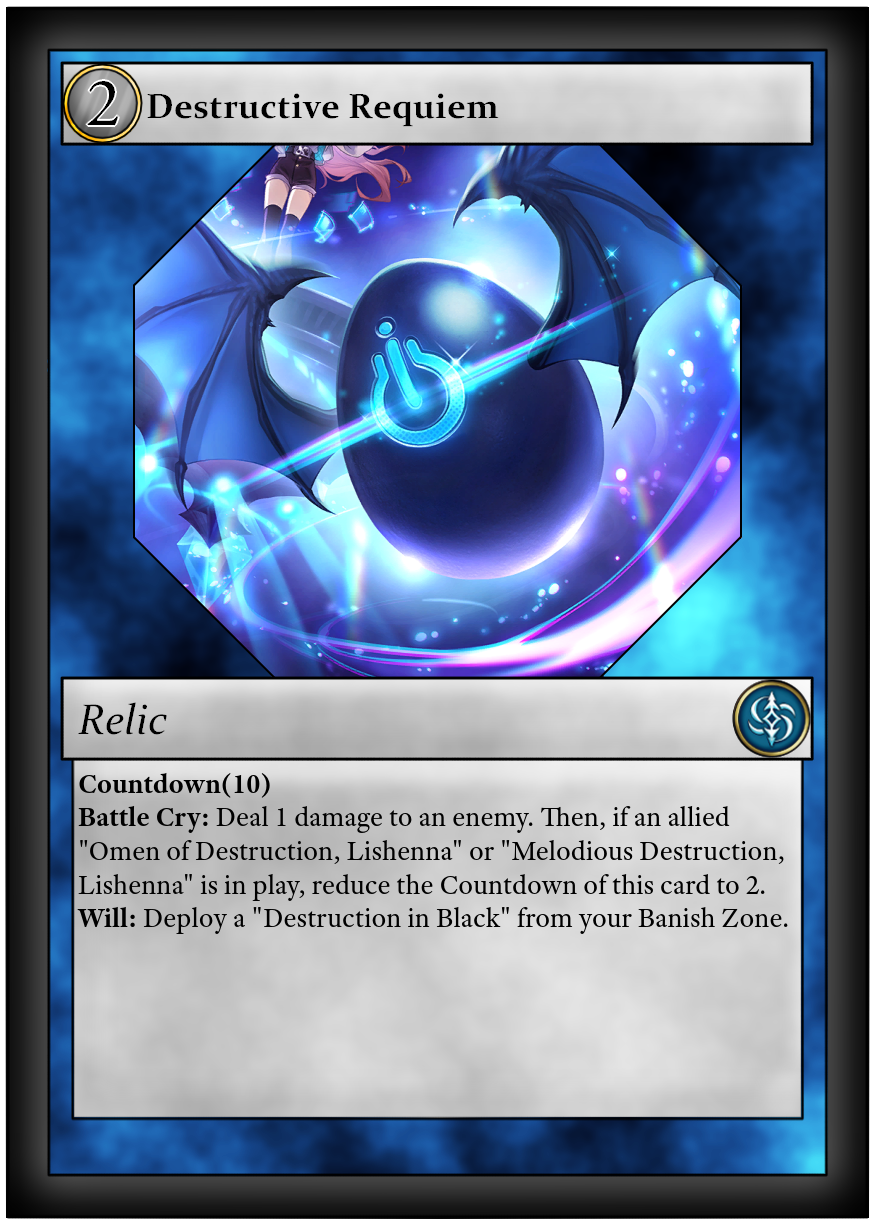 2
Destructive Requiem
Relic
Countdown(10)
Battle Cry: Deal 1 damage to an enemy. Then, if an allied
"Omen of Destruction, Lishenna" or "Melodious Destruction,
Lishenna" is in play, reduce the Countdown of this card to 2.
Will: Deploy a "Destruction in Black" from your Banish Zone.